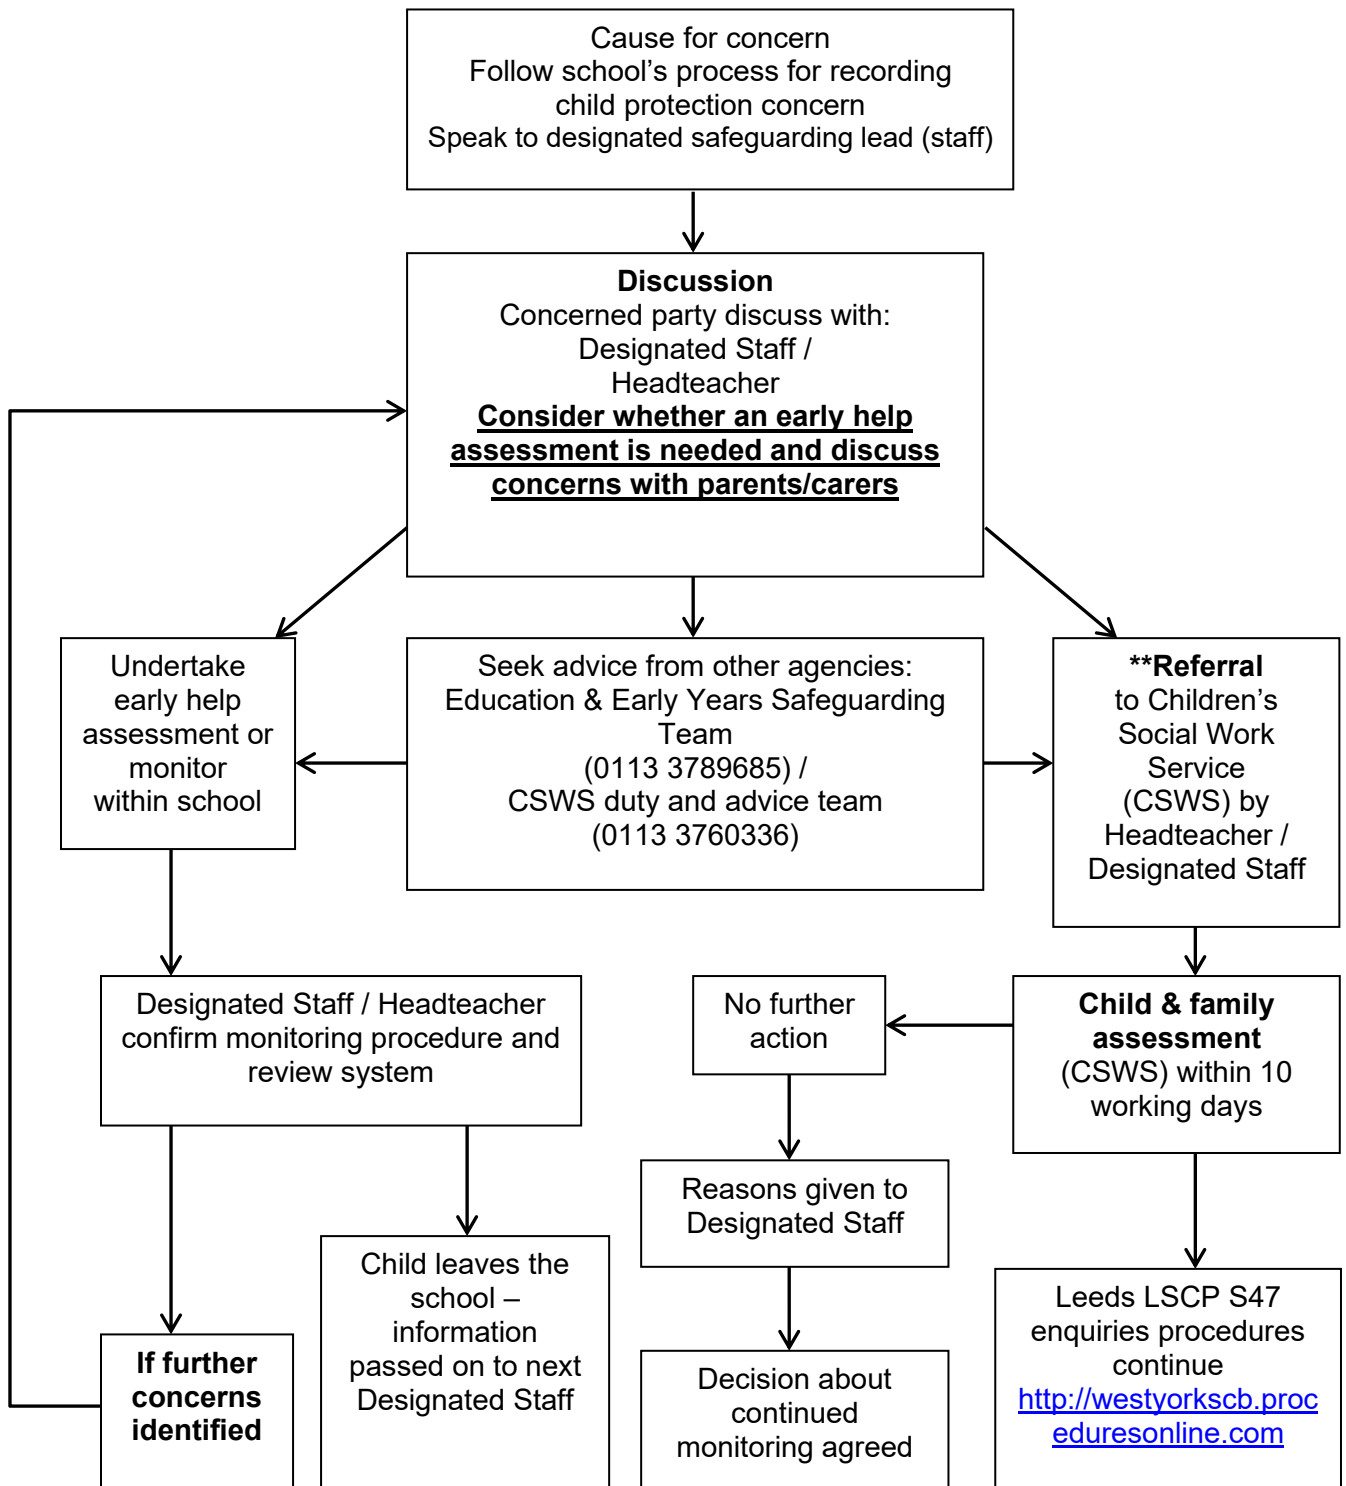 Cause for concern
Follow school’s process for recording
child protection concern
Speak to designated safeguarding lead (staff)
Discussion
Concerned party discuss with:
Designated Staff /
Headteacher
Consider whether an early help
assessment is needed and discuss
concerns with parents/carers
Undertake
early help
assessment or
monitor
within school
Seek advice from other agencies:
Education & Early Years Safeguarding
Team
(0113 3789685) /
CSWS duty and advice team
(0113 3760336)
**Referral
to Children’s
Social Work
Service
(CSWS) by
Headteacher /
Designated Staff
Designated Staff / Headteacher
confirm monitoring procedure and
review system
No further
action
Child & family
assessment
(CSWS) within 10
working days
Reasons given to
Designated Staff
If further
concerns
identified
Child leaves the
school –
information
passed on to next
Designated Staff
Decision about
continued
monitoring agreed
Leeds LSCP S47
enquiries procedures
continue
http://westyorkscb.proc
eduresonline.com